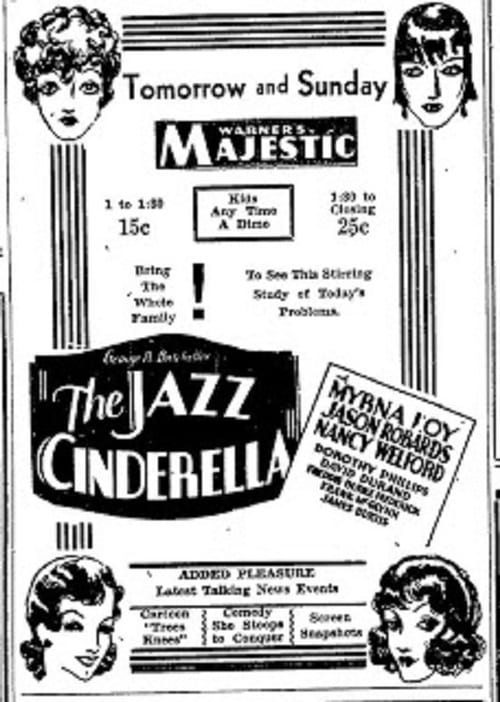 Tomorrow and Sunday
WARNER'S
MAJESTIC
1 to 1:30
15c
Kids
Any Time
A Dime
1:30 to
Closing
25c
Bring
The
Whole
Family
!
To See This Stirring
Study of Today's
Problems.
The JAZZ
CINDERELLA
MYRNA LOY
JASON ROBARDS
NANCY WELFORD
DOROTHY PHILLIPS
DAVID DURAND
FREDDIE BURKE FREDERICK
FRANK McGLYNN
JAMES BURTIS
ADDED PLEASURE
Latest Talking News Events
Cartoon
"Trees
Knees"
Comedy
She Stoops
to Conquer
Screen
Snapshots